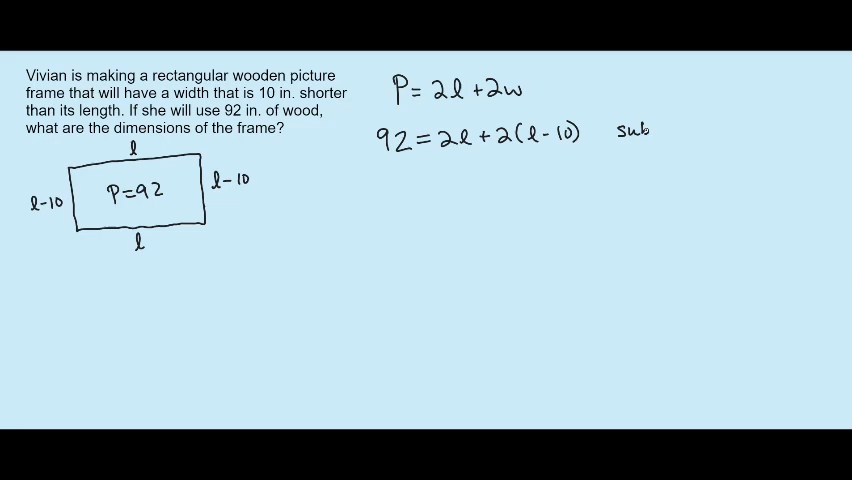 Vivian is making a rectangular wooden picture
frame that will have a width that is 10 in. shorter
than its length. If she will use 92 in. of wood,
what are the dimensions of the frame?
l
l-10 P=92 l-10
l
P = 2l + 2w
92 = 2l + 2(l-10) sub